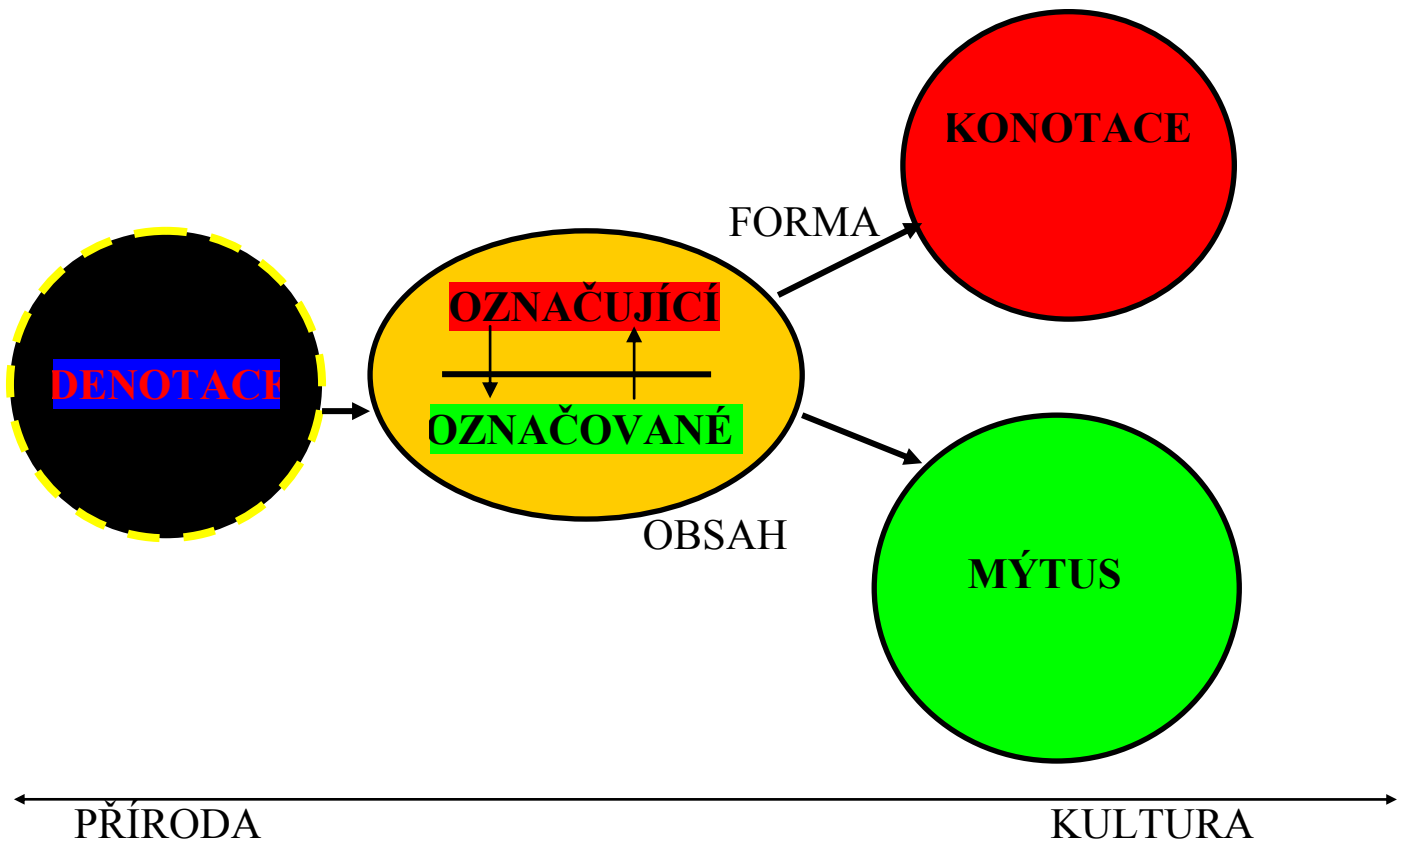 KONOTACE
FORMA
OZNAČUJÍCÍ
DENOTACE
OZNAČOVANÉ
OBSAH
MÝTUS
PŘÍRODA
KULTURA